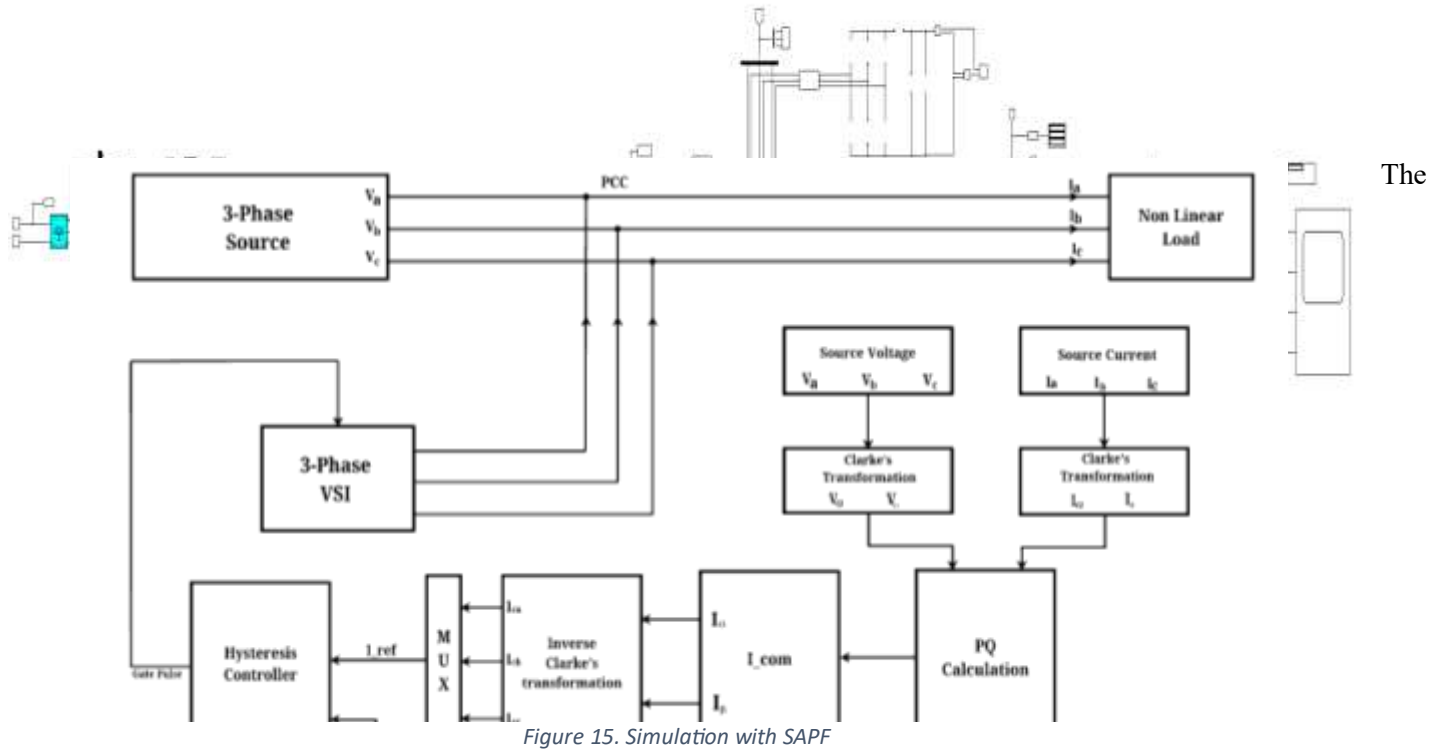 The
PCC
3-Phase
Source
Va
Vb
Vc
Ia
Ib
Ic
Non Linear
Load
Source Voltage
Va Vb Vc
Source Current
Ia Ib Ic
3-Phase
VSI
Clarke's
Transformation
Clarke's
Transformation
Hysteresis
Controller
Gate Pulse
I_ref
M
U
X
Inverse
Clarke's
transformation
I_com
PQ
Calculation
Figure 15. Simulation with SAPF